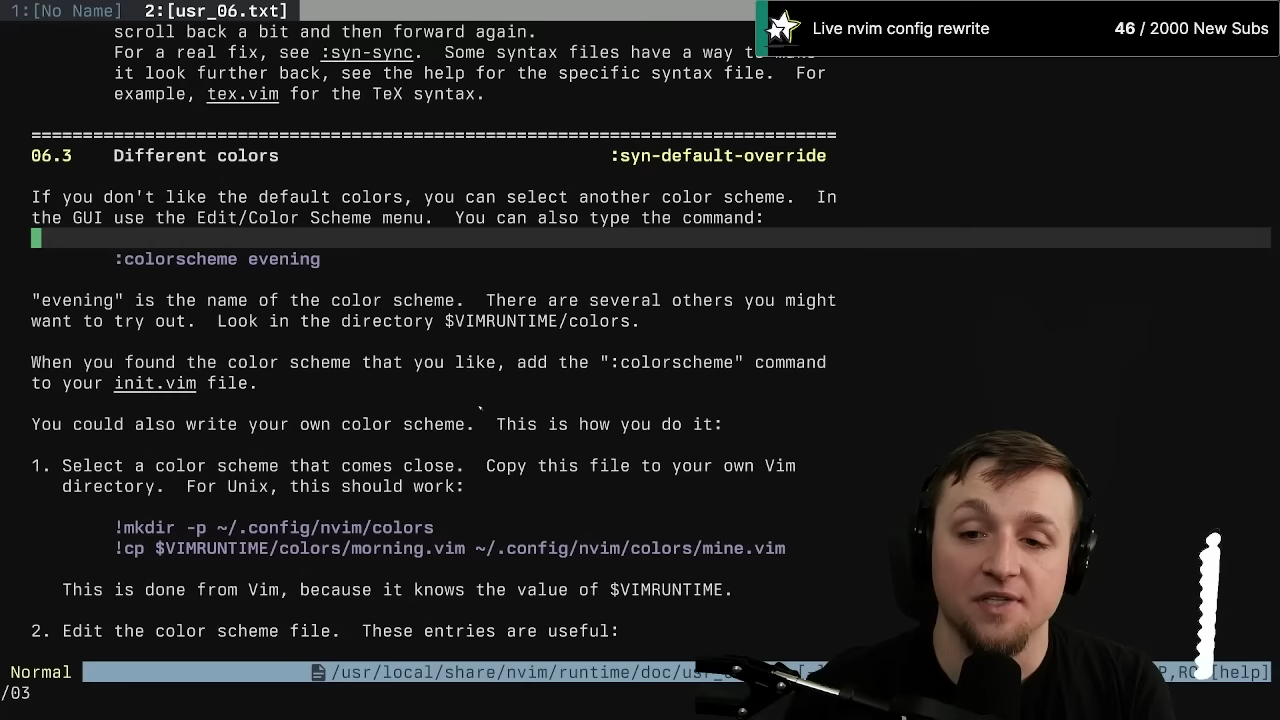 1:[No Name]  2:[usr_06.txt]
Live nvim config rewrite
46 / 2000 New Subs
scroll back a bit and then forward again.
For a real fix, see :syn-sync.  Some syntax files have a way to make
it look further back, see the help for the specific syntax file.  For
example, tex.vim for the TeX syntax.
==============================================================================
06.3    Different colors    :syn-default-override
If you don't like the default colors, you can select another color scheme.  In
the GUI use the Edit/Color Scheme menu.  You can also type the command:
:colorscheme evening
"evening" is the name of the color scheme.  There are several others you might
want to try out.  Look in the directory $VIMRUNTIME/colors.
When you found the color scheme that you like, add the ":colorscheme" command
to your init.vim file.
You could also write your own color scheme.  This is how you do it:
1. Select a color scheme that comes close.  Copy this file to your own Vim
directory.  For Unix, this should work:
!mkdir -p ~/.config/nvim/colors
!cp $VIMRUNTIME/colors/morning.vim ~/.config/nvim/colors/mine.vim
This is done from Vim, because it knows the value of $VIMRUNTIME.
2. Edit the color scheme file.  These entries are useful:
Normal
/usr/local/share/nvim/runtime/doc/us
[help]
/03